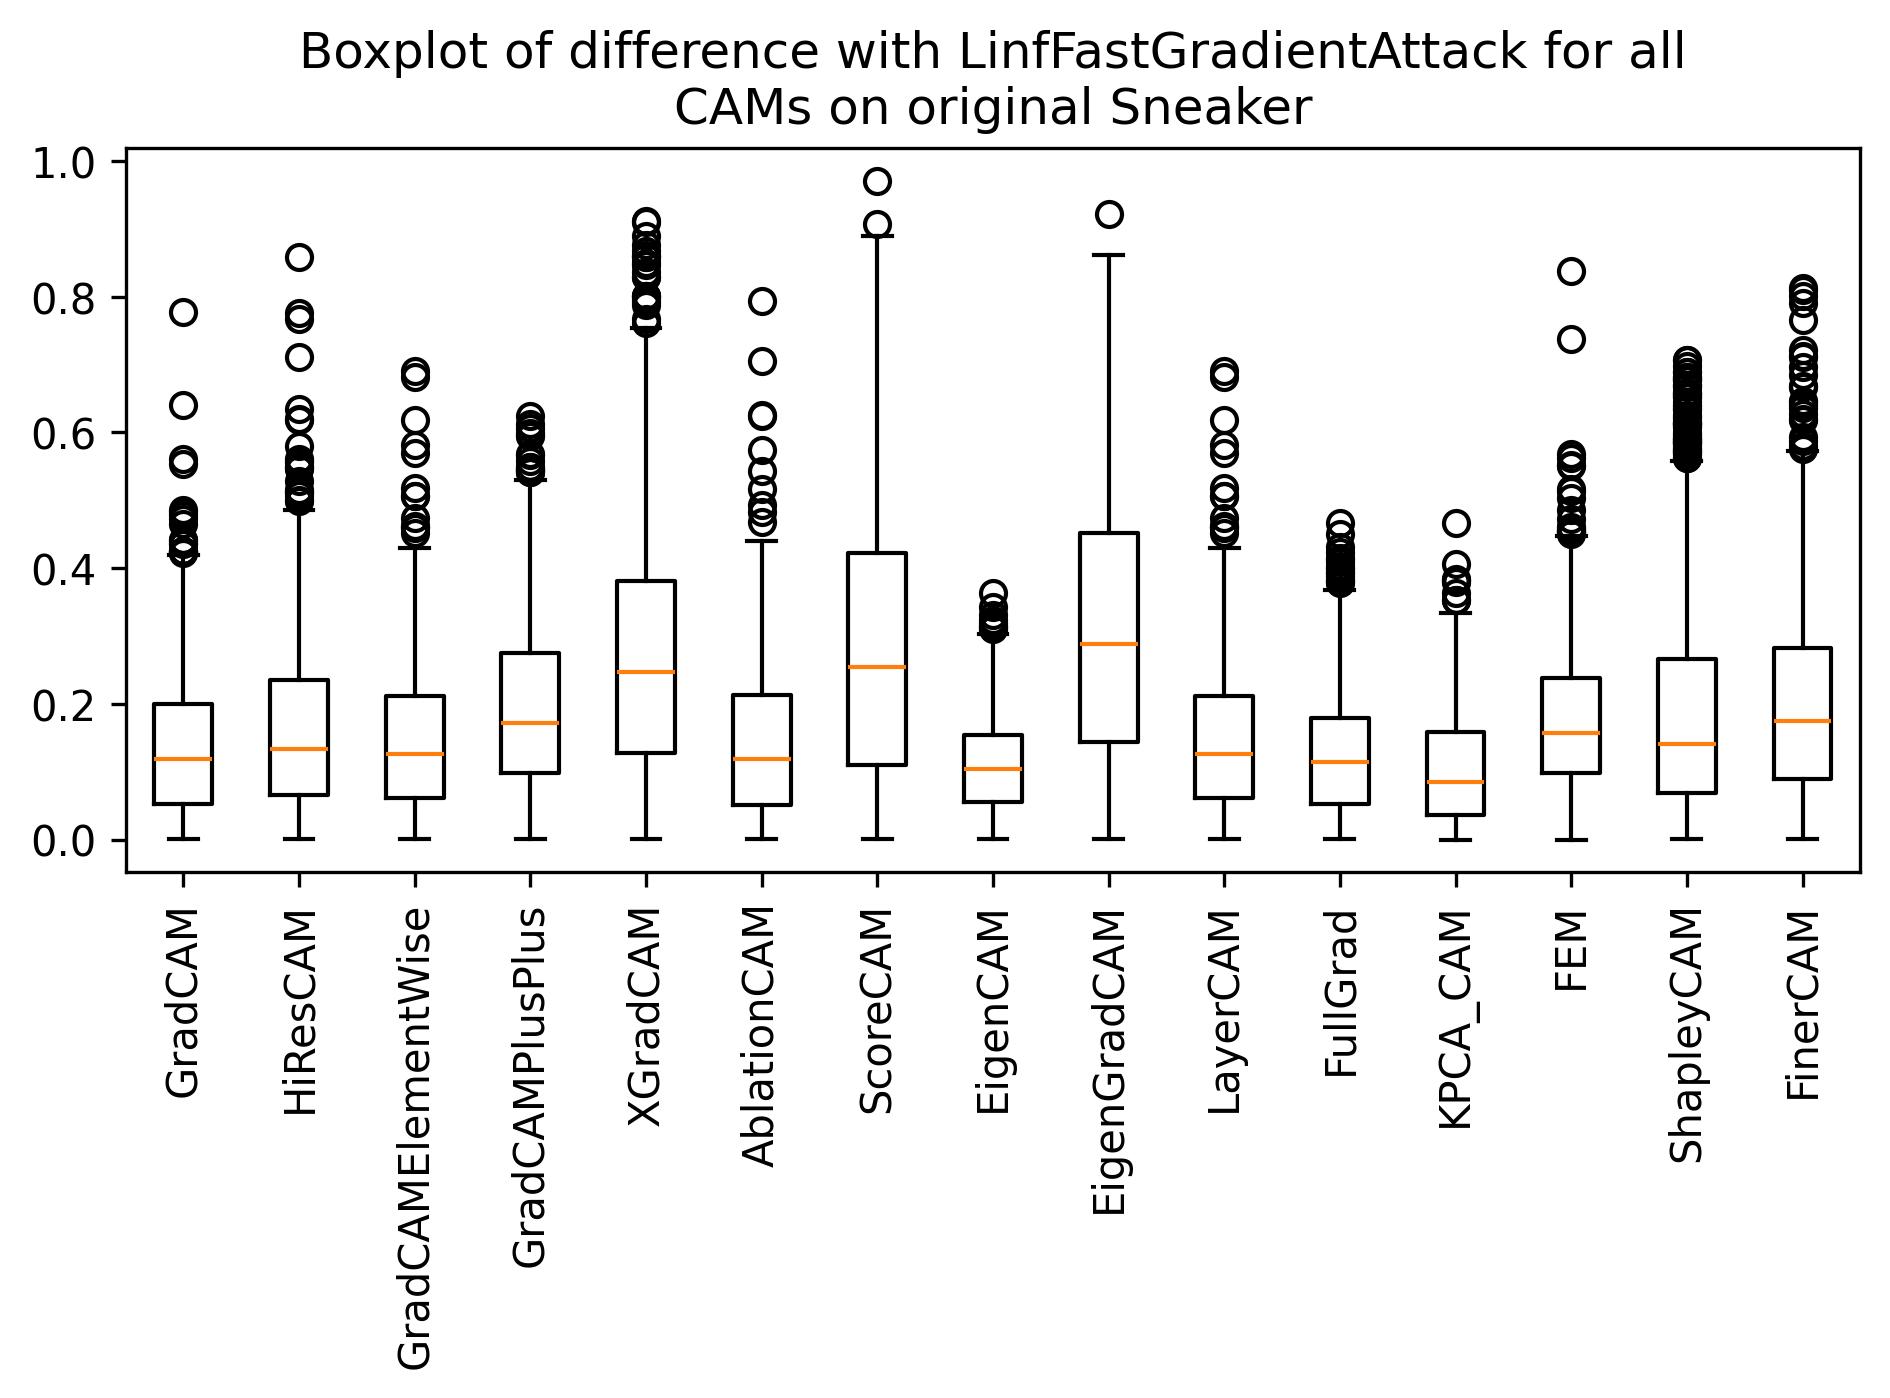 Boxplot of difference with LinfFastGradientAttack for all
CAMs on original Sneaker
1.0
0.8
0.6
0.4
0.2
0.0
GradCAM
HiResCAM
GradCAMElementWise
GradCAMPlusPlus
XGradCAM
AblationCAM
ScoreCAM
EigenCAM
EigenGradCAM
LayerCAM
FullGrad
KPCA_CAM
FEM
ShapleyCAM
FinerCAM